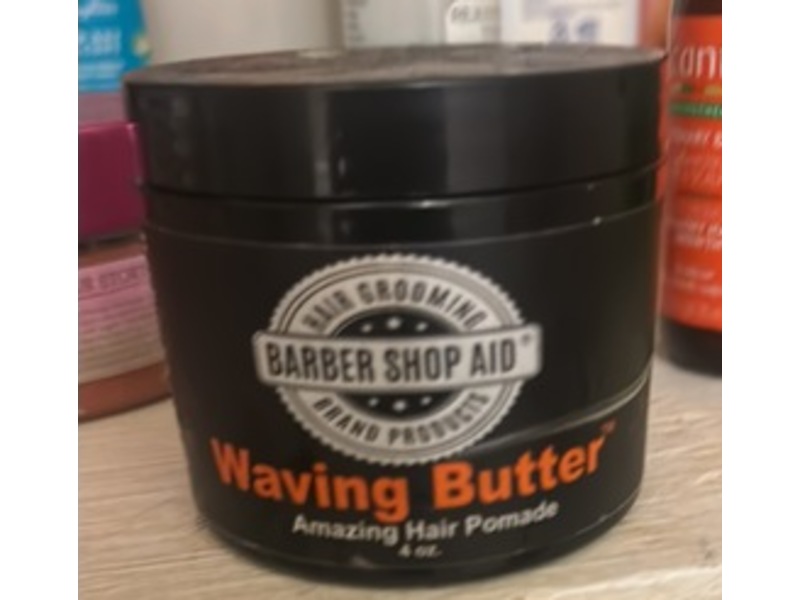 HAIR GROOMING
BARBER SHOP AID®
BRAND PRODUCTS
Waving Butter™
Amazing Hair Pomade
4 oz.